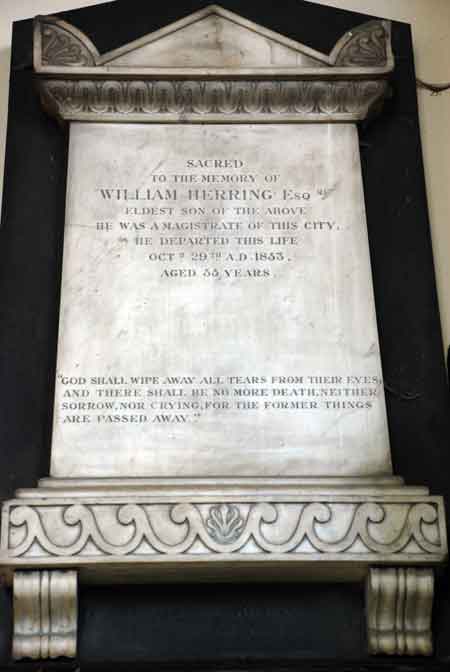 SACRED
TO THE MEMORY OF
WILLIAM HERRING ESQRE
ELDEST SON OF THE ABOVE
HE WAS A MAGISTRATE OF THIS CITY,
HE DEPARTED THIS LIFE
OCTR 29TH A.D. 1853.
AGED 55 YEARS.
"GOD SHALL WIPE AWAY ALL TEARS FROM THEIR EYES,
AND THERE SHALL BE NO MORE DEATH, NEITHER
SORROW, NOR CRYING, FOR THE FORMER THINGS
ARE PASSED AWAY."